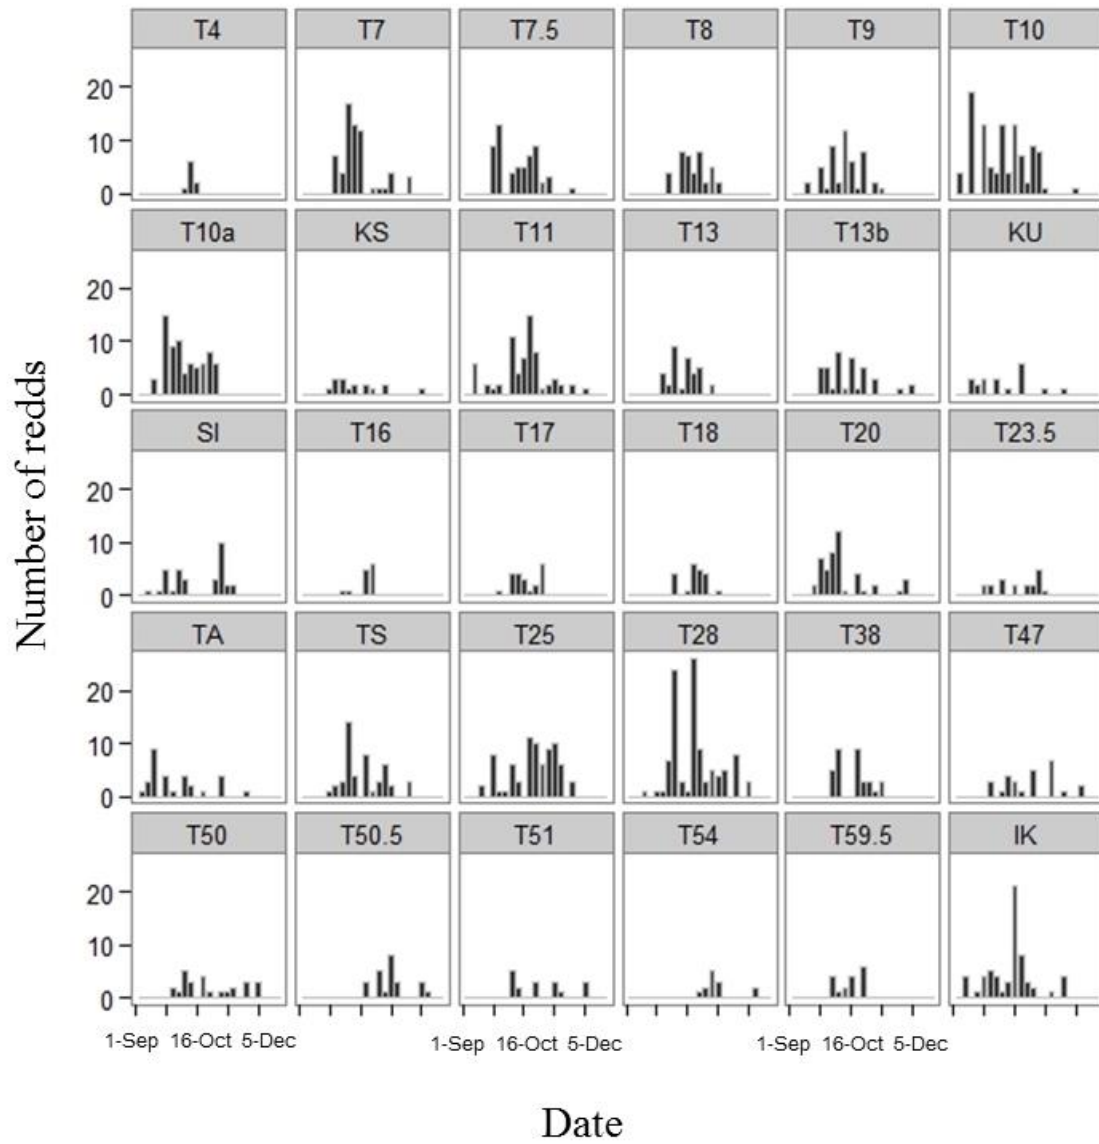 T4 T7 T7.5 T8 T9 T10
20
10
0
T10a KS T11 T13 T13b KU
20
10
0
SI T16 T17 T18 T20 T23.5
20
10
0
TA TS T25 T28 T38 T47
20
10
0
T50 T50.5 T51 T54 T59.5 IK
20
10
0
1-Sep 16-Oct 5-Dec 1-Sep 16-Oct 5-Dec 1-Sep 16-Oct 5-Dec
Number of redds
Date